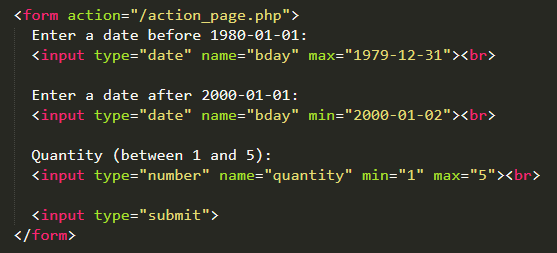 <form action="/action_page.php">
Enter a date before 1980-01-01:
<input type="date" name="bday" max="1979-12-31"><br>
Enter a date after 2000-01-01:
<input type="date" name="bday" min="2000-01-02"><br>
Quantity (between 1 and 5):
<input type="number" name="quantity" min="1" max="5"><br>
<input type="submit">
</form>